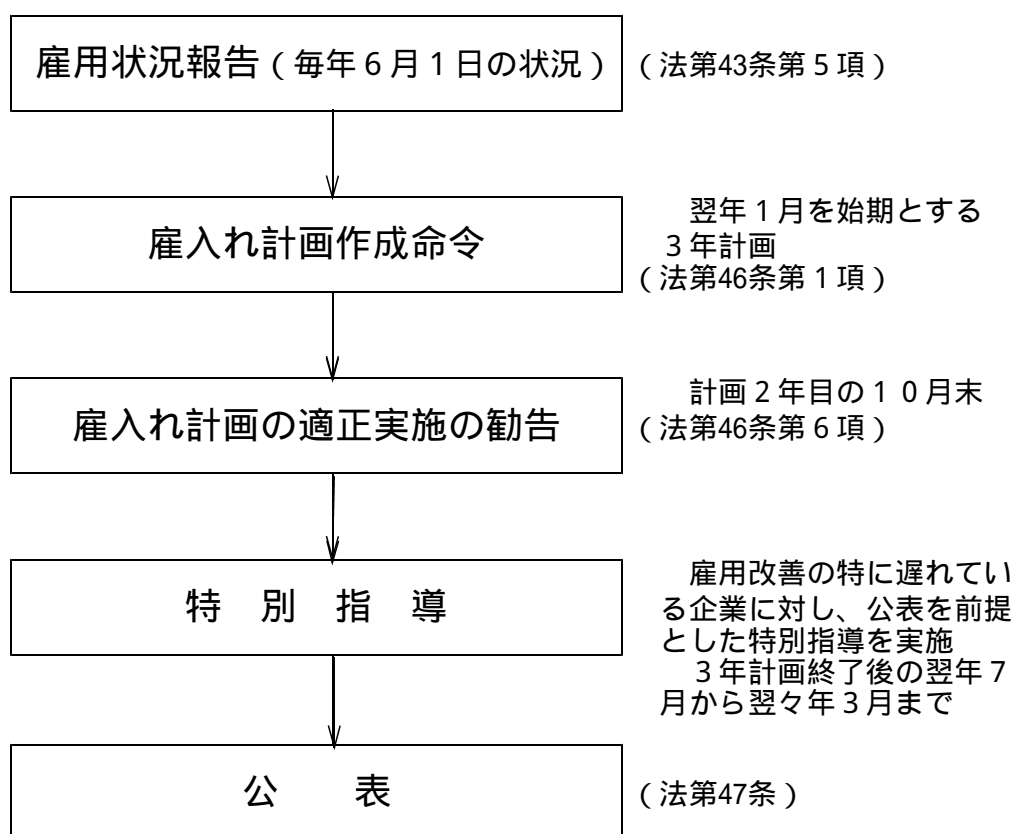 雇用状況報告（毎年６月１日の状況）
（法第43条第５項）
雇入れ計画作成命令
翌年１月を始期とする
３年計画
（法第46条第１項）
雇入れ計画の適正実施の勧告
計画２年目の１０月末
（法第46条第６項）
特　別　指　導
雇用改善の特に遅れてい
る企業に対し、公表を前提
とした特別指導を実施
３年計画終了後の翌年７
月から翌々年３月まで
公　　表
（法第47条）